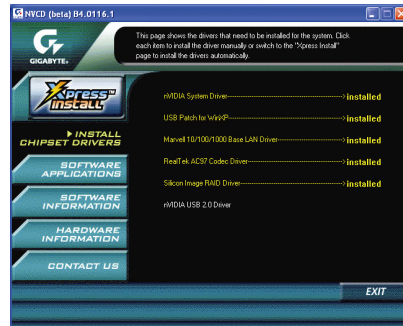 NVCD (beta) B4.0116.1
GIGABYTE
This page shows the drivers that need to be installed for the system. Click
each item to install the driver manually or switch to the "Xpress Install"
page to install the drivers automatically.
Xpress
install
INSTALL
CHIPSET DRIVERS
SOFTWARE
APPLICATIONS
SOFTWARE
INFORMATION
HARDWARE
INFORMATION
CONTACT US
nVIDIA System Driver-->installed
USB Patch for WinXP-->installed
Marvell 10/100/1000 Base LAN Driver-->installed
RealTek AC97 Codec Driver-->installed
Silicon Image RAID Driver-->installed
nVIDIA USB 2.0 Driver
EXIT